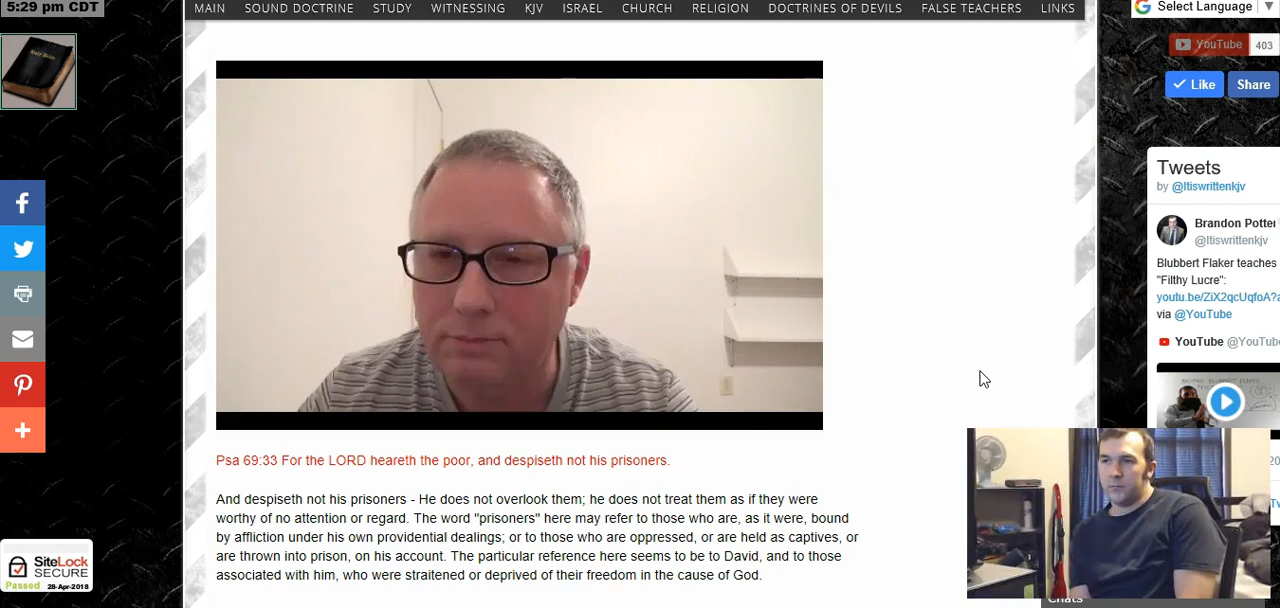 5:29 pm CDT
MAIN SOUND DOCTRINE STUDY WITNESSING KJV ISRAEL CHURCH RELIGION DOCTRINES OF DEVILS FALSE TEACHERS LINKS
Select Language ▼
YouTube 403
Like Share
Tweets
by @Itiswrittenkjv
Brandon Potter
@Itiswrittenkjv
Blubbert Flaker teaches
"Filthy Lucre":
youtu.be/ZiX2qcUqfoA?a
via @YouTube
YouTube @YouTube
Psa 69:33 For the LORD heareth the poor, and despiseth not his prisoners.
And despiseth not his prisoners - He does not overlook them; he does not treat them as if they were
worthy of no attention or regard. The word "prisoners" here may refer to those who are, as it were, bound
by affliction under his own providential dealings, or to those who are oppressed, or are held as captives, or
are thrown into prison, on his account. The particular reference here seems to be to David, and to those
associated with him, who were straitened or deprived of their freedom in the cause of God.
SiteLock
SECURE
Passed 28-Apr-2018
Chats